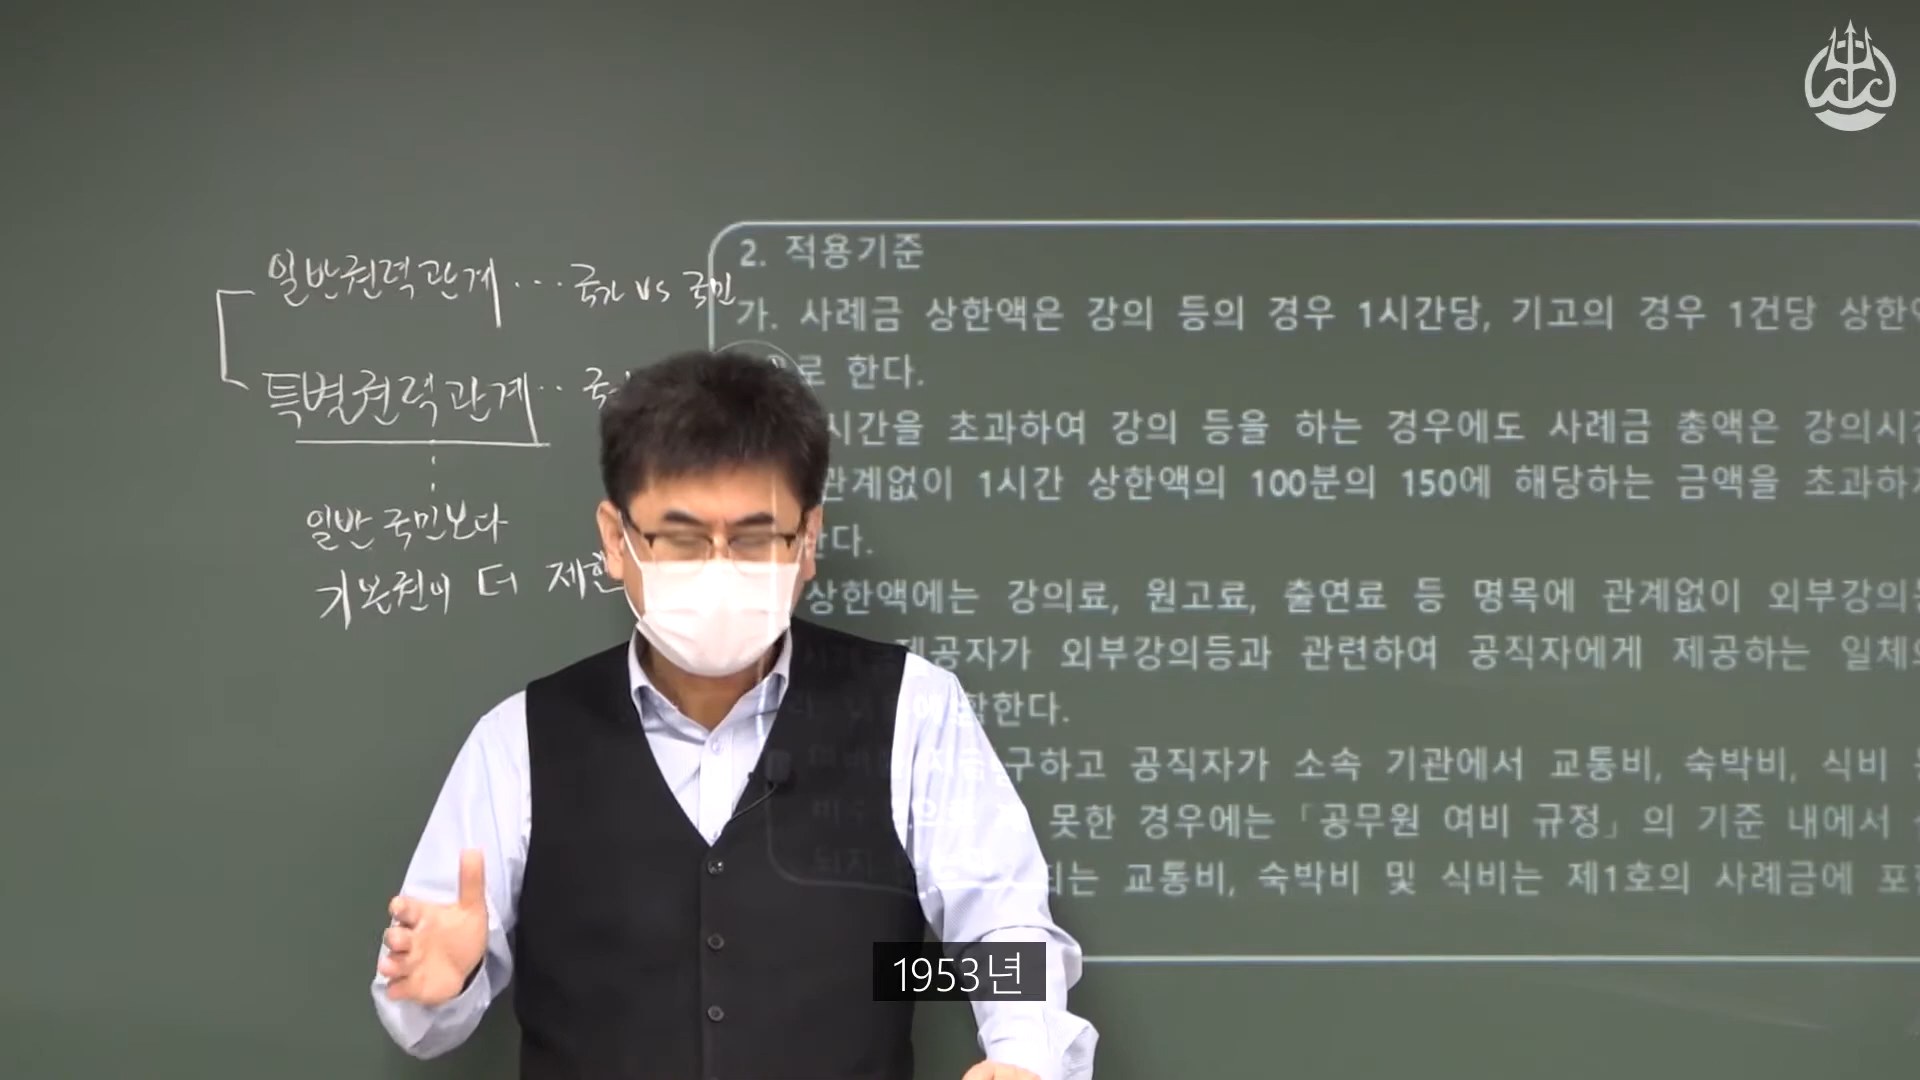 일반권력관계 ··· 국가 vs 국민
특별권력관계 ·· 국
일반 국민보다
기본권이 더 제한
2. 적용기준
가. 사례금 상한액은 강의 등의 경우 1시간당, 기고의 경우 1건당 상한액
로 한다.
시간을 초과하여 강의 등을 하는 경우에도 사례금 총액은 강의시간
관계없이 1시간 상한액의 100분의 150에 해당하는 금액을 초과하지
한다.
상한액에는 강의료, 원고료, 출연료 등 명목에 관계없이 외부강의등
제공자가 외부강의등과 관련하여 공직자에게 제공하는 일체의
함한다.
구하고 공직자가 소속 기관에서 교통비, 숙박비, 식비
못한 경우에는 「공무원 여비 규정」의 기준 내에서
되는 교통비, 숙박비 및 식비는 제1호의 사례금에 포함
1953년